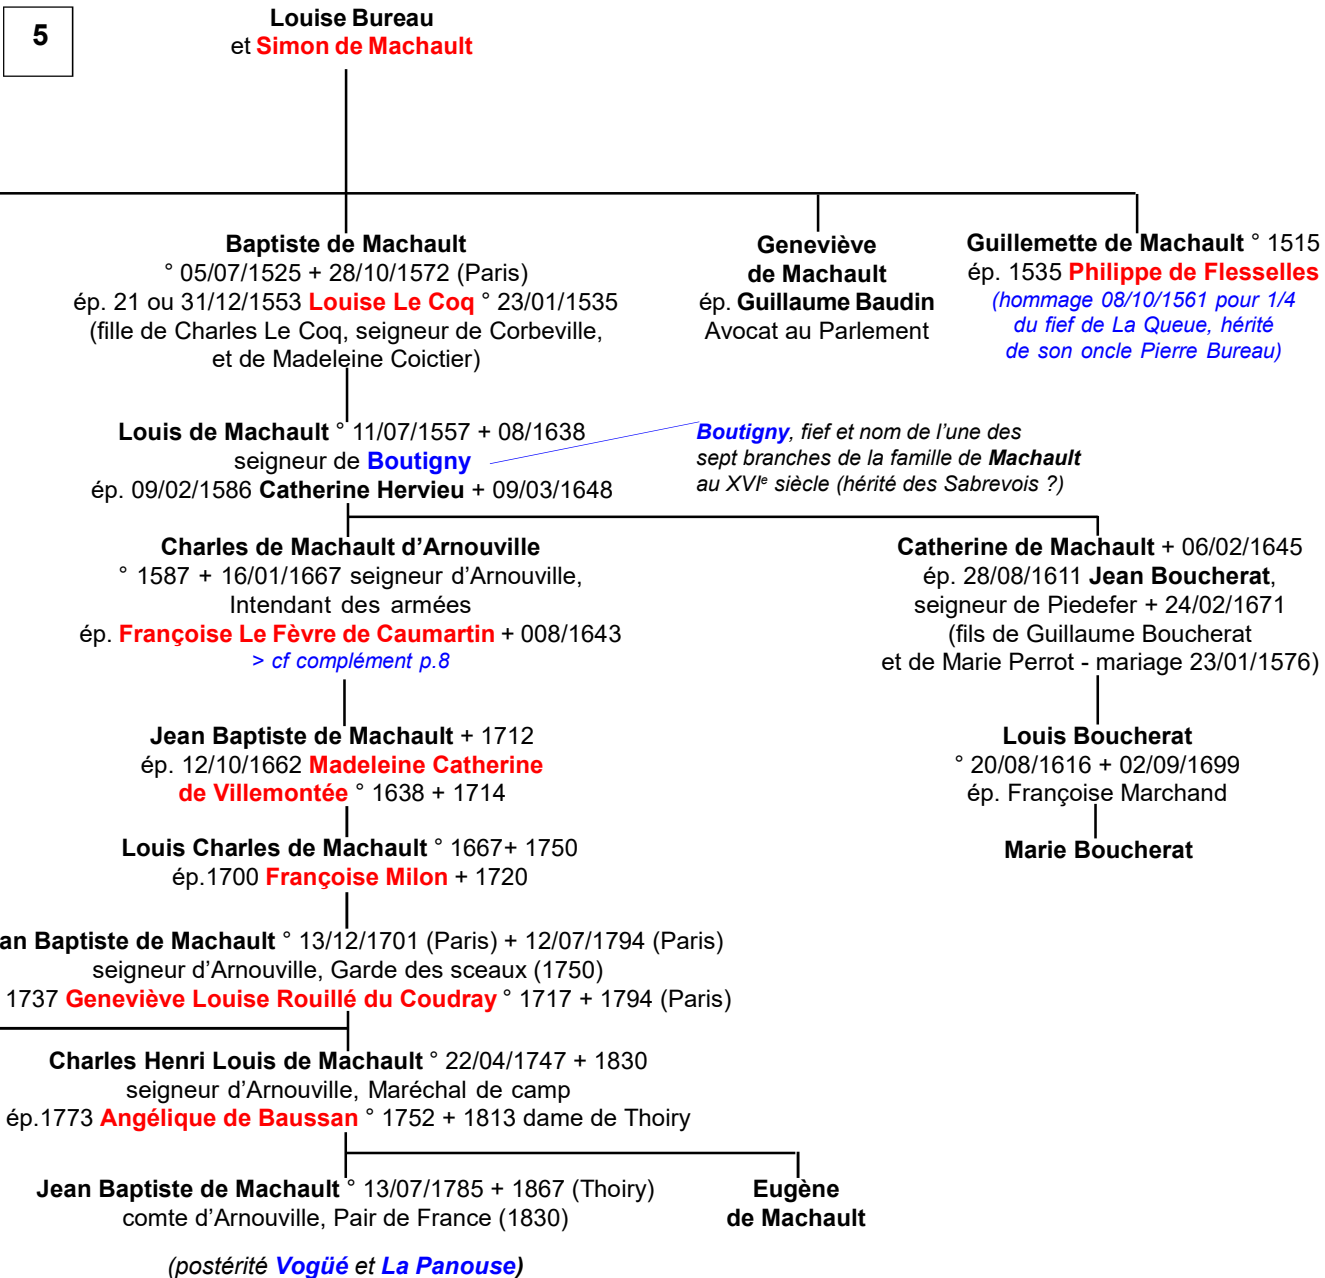 5
Louise Bureau
et Simon de Machault
Baptiste de Machault
° 05/07/1525 + 28/10/1572 (Paris)
ép. 21 ou 31/12/1553 Louise Le Coq ° 23/01/1535
(fille de Charles Le Coq, seigneur de Corbeville,
et de Madeleine Coictier)
Geneviève
de Machault
ép. Guillaume Baudin
Avocat au Parlement
Guillemette de Machault ° 1515
ép. 1535 Philippe de Flesselles
(hommage 08/10/1561 pour 1/4
du fief de La Queue, hérité
de son oncle Pierre Bureau)
Louis de Machault ° 11/07/1557 + 08/1638
seigneur de Boutigny
ép. 09/02/1586 Catherine Hervieu + 09/03/1648
Boutigny, fief et nom de l'une des
sept branches de la famille de Machault
au XVIe siècle (hérité des Sabrevois ?)
Charles de Machault d'Arnouville
° 1587 + 16/01/1667 seigneur d'Arnouville,
Intendant des armées
ép. Françoise Le Fèvre de Caumartin + 008/1643
> cf complément p.8
Catherine de Machault + 06/02/1645
ép. 28/08/1611 Jean Boucherat,
seigneur de Piedefer + 24/02/1671
(fils de Guillaume Boucherat
et de Marie Perrot - mariage 23/01/1576)
Jean Baptiste de Machault + 1712
ép. 12/10/1662 Madeleine Catherine
de Villemontée ° 1638 + 1714
Louis Boucherat
° 20/08/1616 + 02/09/1699
ép. Françoise Marchand
Louis Charles de Machault ° 1667+ 1750
ép.1700 Françoise Milon + 1720
Marie Boucherat
an Baptiste de Machault ° 13/12/1701 (Paris) + 12/07/1794 (Paris)
seigneur d'Arnouville, Garde des sceaux (1750)
1737 Geneviève Louise Rouillé du Coudray ° 1717 + 1794 (Paris)
Charles Henri Louis de Machault ° 22/04/1747 + 1830
seigneur d'Arnouville, Maréchal de camp
ép.1773 Angélique de Baussan ° 1752 + 1813 dame de Thoiry
Jean Baptiste de Machault ° 13/07/1785 + 1867 (Thoiry)
comte d'Arnouville, Pair de France (1830)
Eugène
de Machault
(postérité Vogüé et La Panouse)